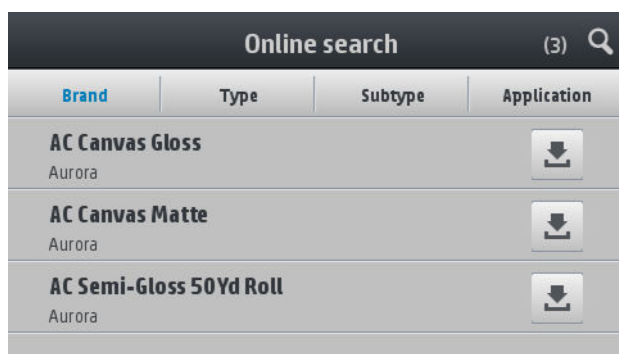 Online search (3)
Brand Type Subtype Application
AC Canvas Gloss
Aurora
AC Canvas Matte
Aurora
AC Semi-Gloss 50Yd Roll
Aurora